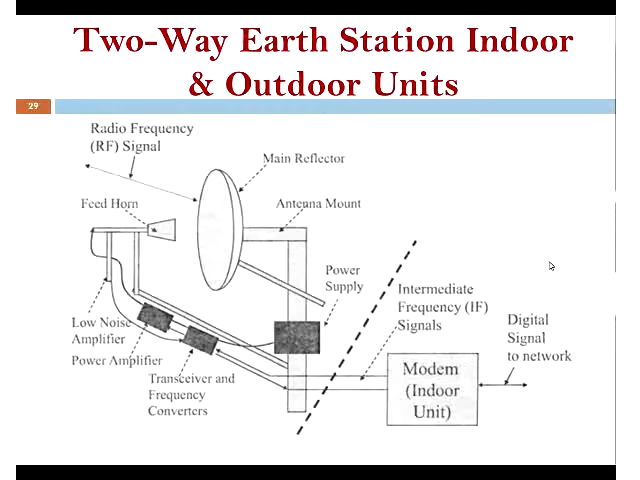 Two-Way Earth Station Indoor
& Outdoor Units
29
Radio Frequency
(RF) Signal
Main Reflector
Feed Horn
Antenna Mount
Power
Supply
Intermediate
Frequency (IF)
Signals
Digital
Signal
to network
Low Noise
Amplifier
Power Amplifier
Transceiver and
Frequency
Converters
Modem
(Indoor
Unit)